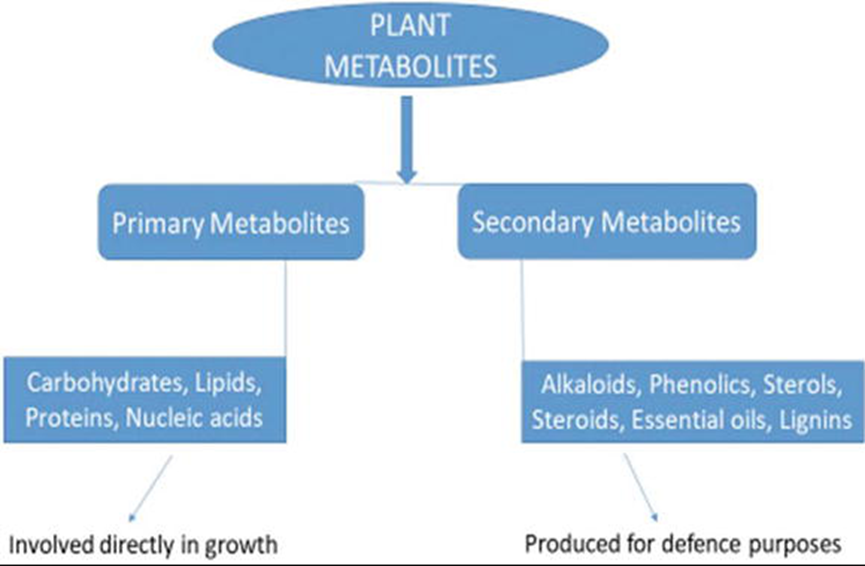 PLANT
METABOLITES
Primary Metabolites
Secondary Metabolites
Carbohydrates, Lipids,
Proteins, Nucleic acids
Alkaloids, Phenolics, Sterols,
Steroids, Essential oils, Lignins
Involved directly in growth
Produced for defence purposes